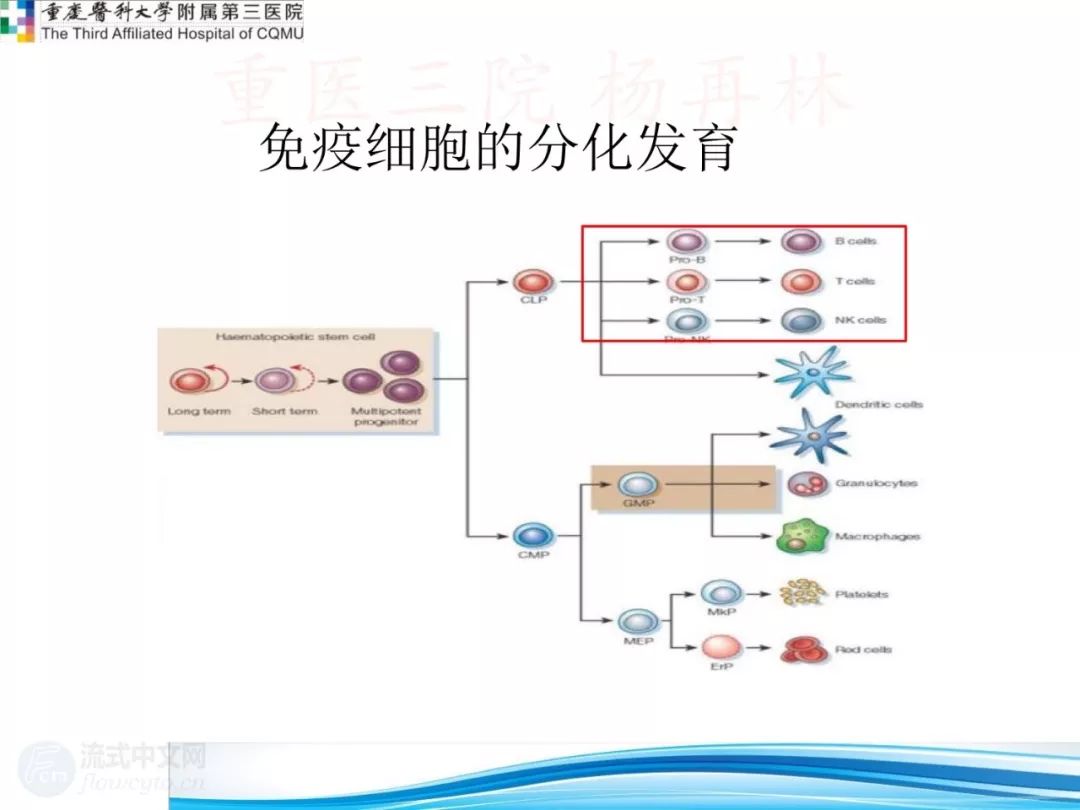 重庆医科大学附属第三医院
The Third Affiliated Hospital of CQMU
重医三院 杨再林
免疫细胞的分化发育
Pro-B
B cells
CLP
Pro-T
T cells
Pro-NK
NK cells
Haematopoietic stem cell
Long term
Short term
Multipotent
progenitor
Dendritic cells
GMP
Granulocytes
CMP
Macrophages
MkP
Platelets
MEP
ErP
Red cells
流式中文网
flowcyto.cn